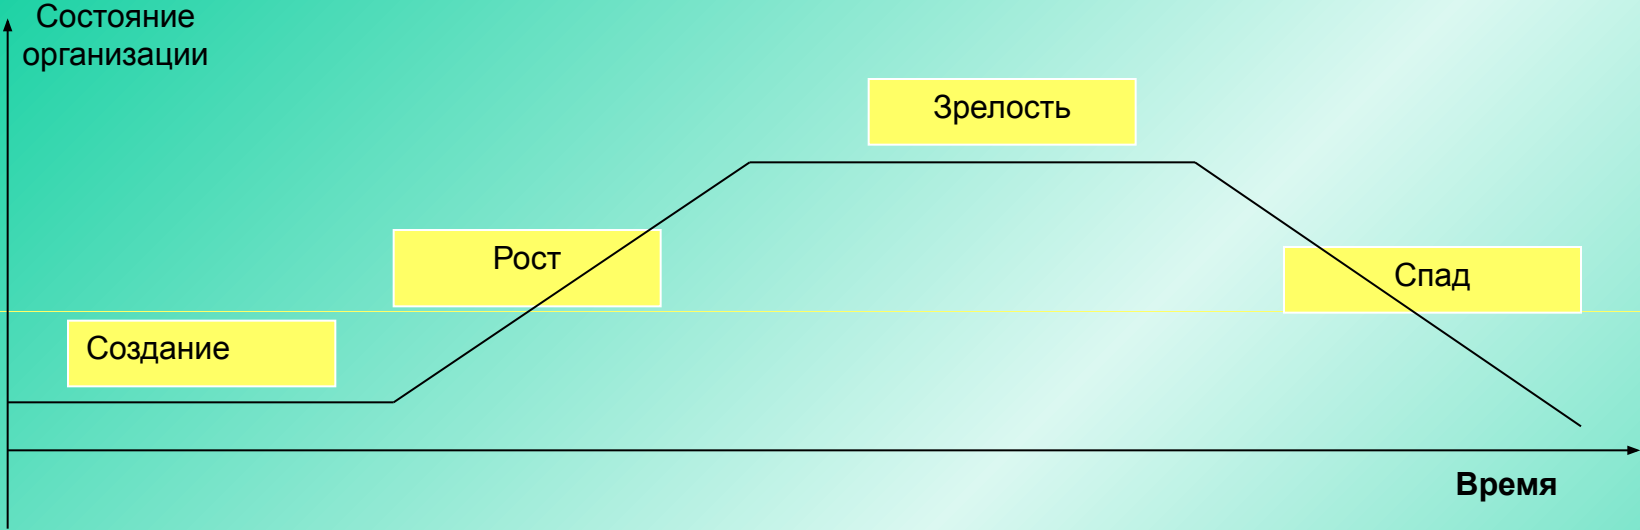 Состояние
организации
Зрелость
Рост
Спад
Создание
Время